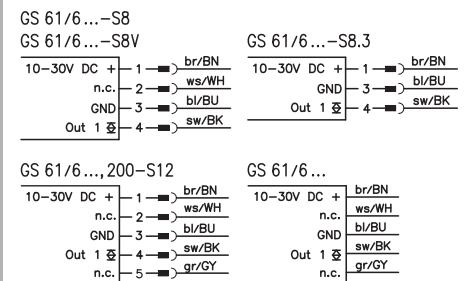 GS 61/6...-S8
GS 61/6...-S8V
10-30V DC + 1 br/BN
n.c. 2 ws/WH
GND 3 bl/BU
Out 1 4 sw/BK
GS 61/6...-S8.3
10-30V DC + 1 br/BN
GND 3 bl/BU
Out 1 4 sw/BK
GS 61/6...,200-S12
10-30V DC + 1 br/BN
n.c. 2 ws/WH
GND 3 bl/BU
Out 1 4 sw/BK
n.c. 5 gr/GY
GS 61/6...
10-30V DC + br/BN
n.c. ws/WH
GND bl/BU
Out 1 sw/BK
n.c. gr/GY